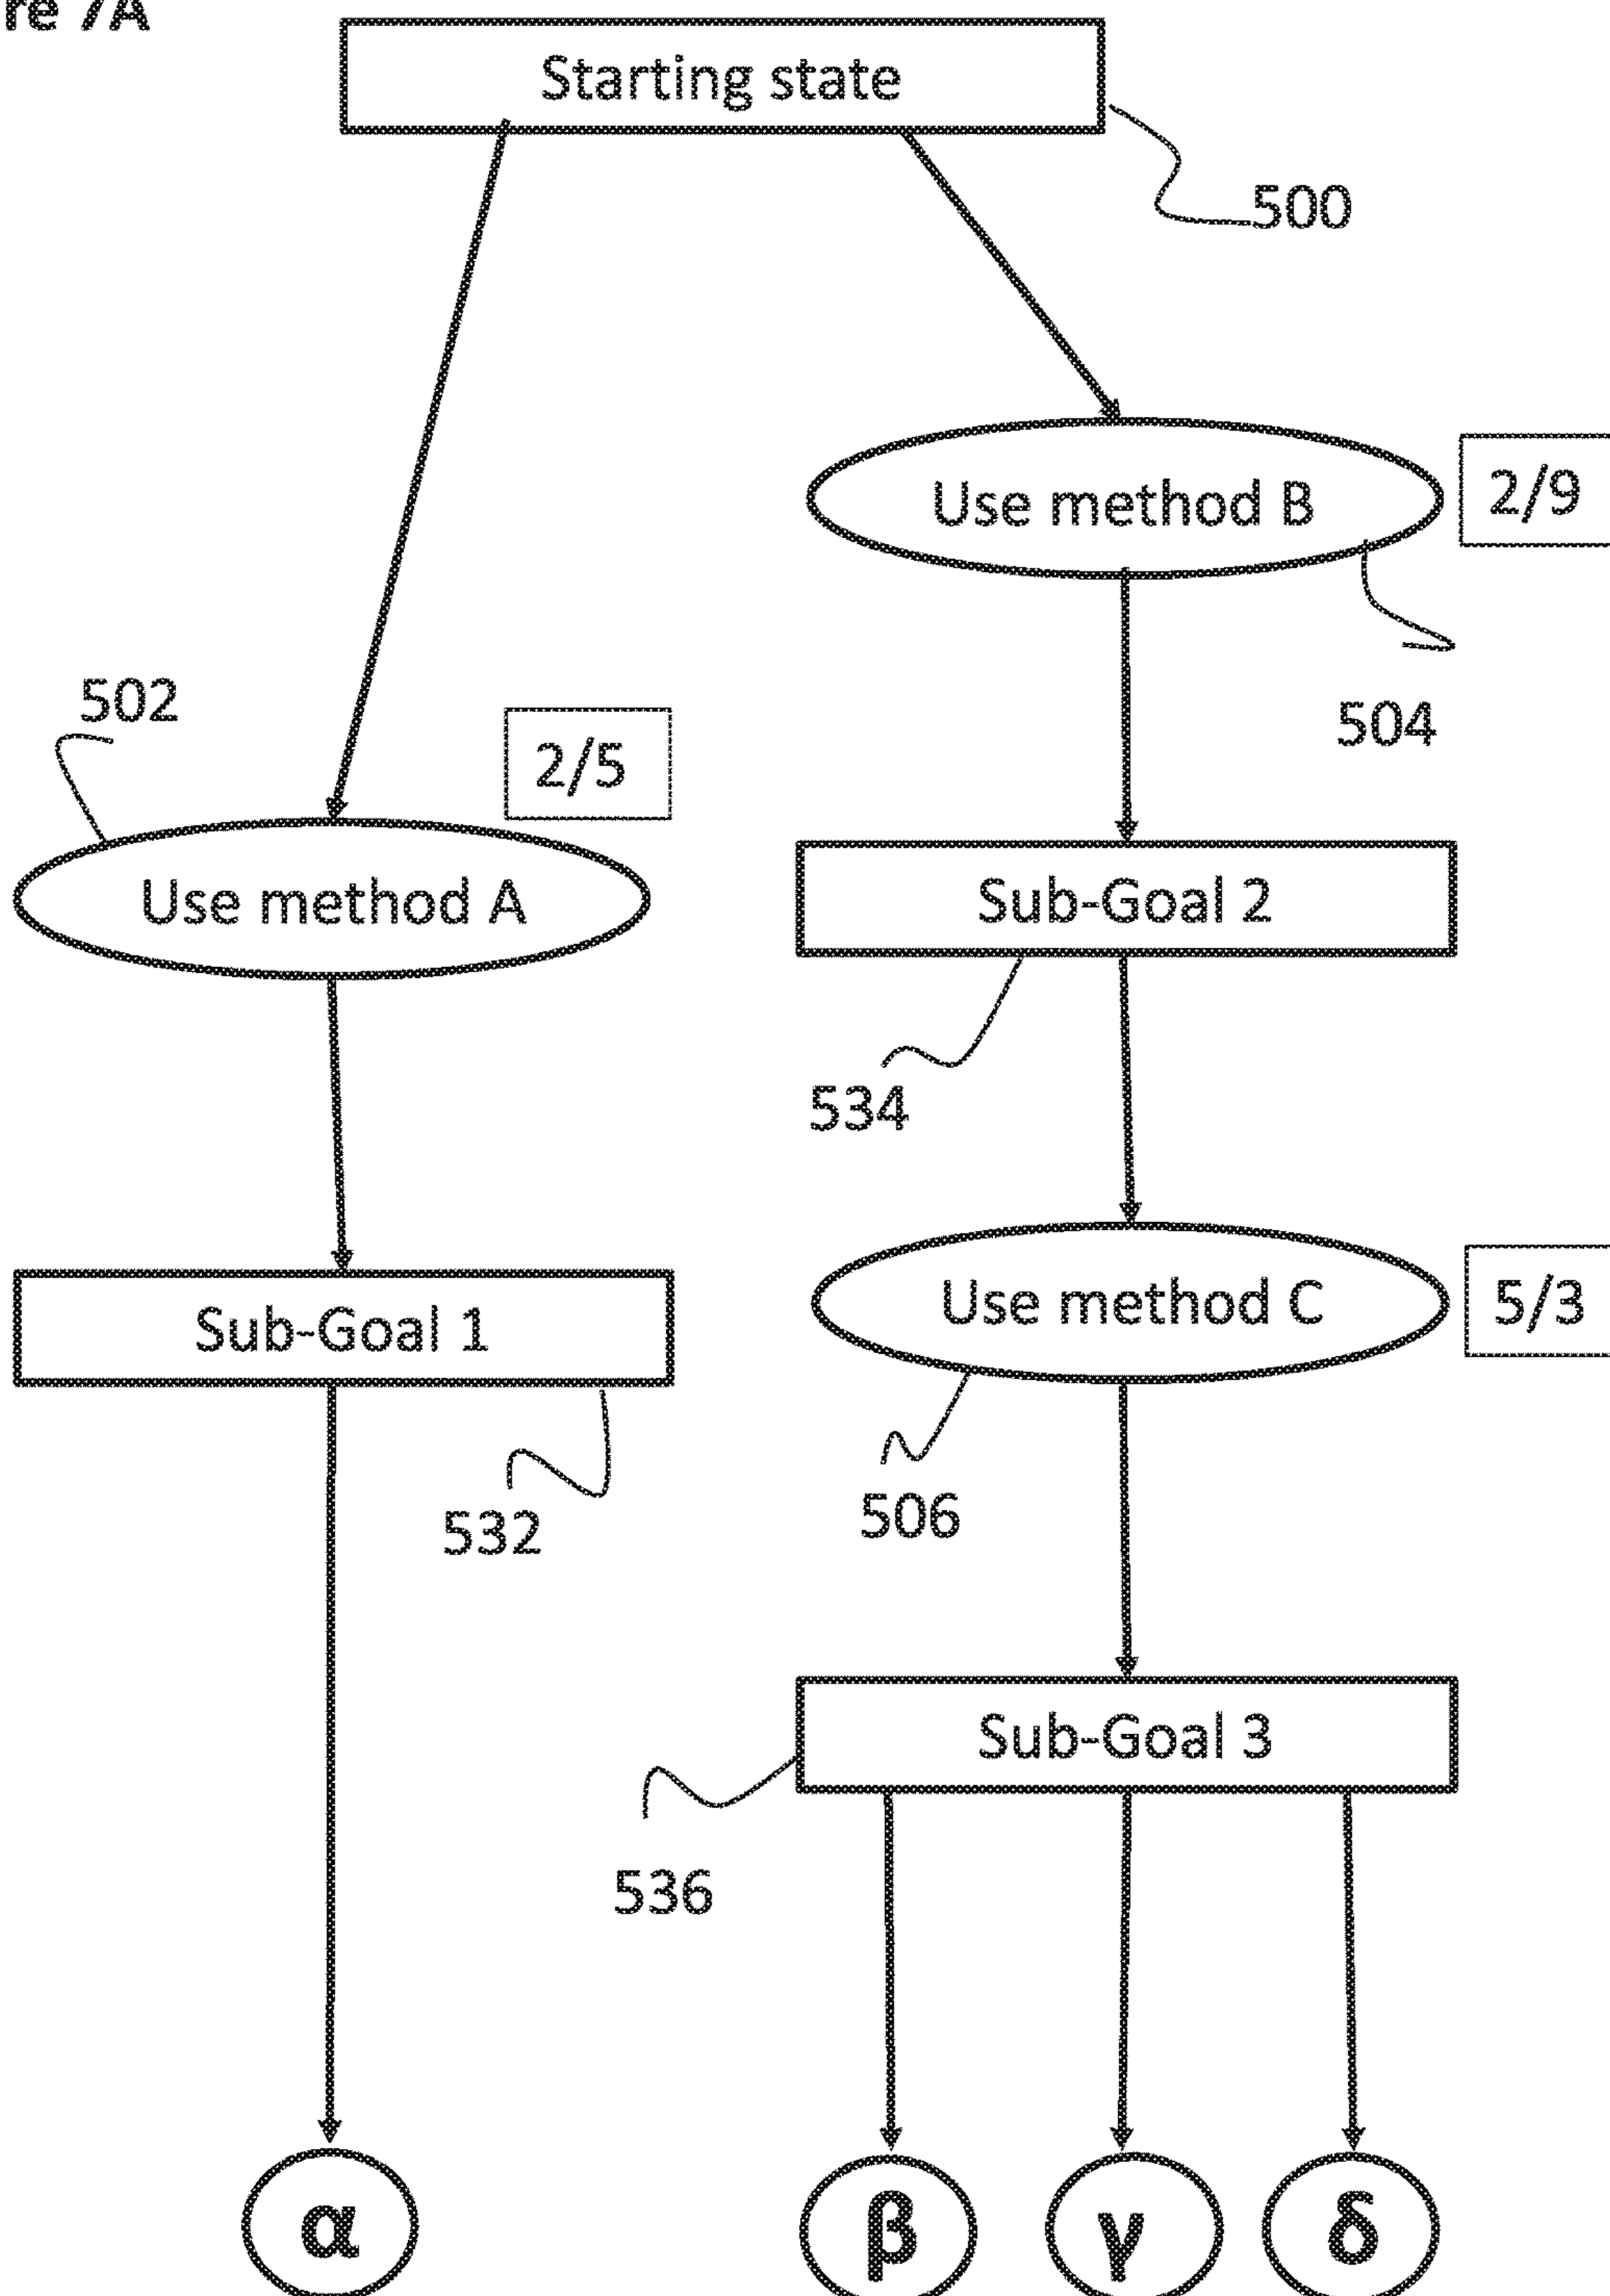 re 7A
Starting state
500
Use method B
2/9
504
502
2/5
Use method A
Sub-Goal 2
534
Use method C
5/3
Sub-Goal 1
506
532
Sub-Goal 3
536
α
β
γ
δ